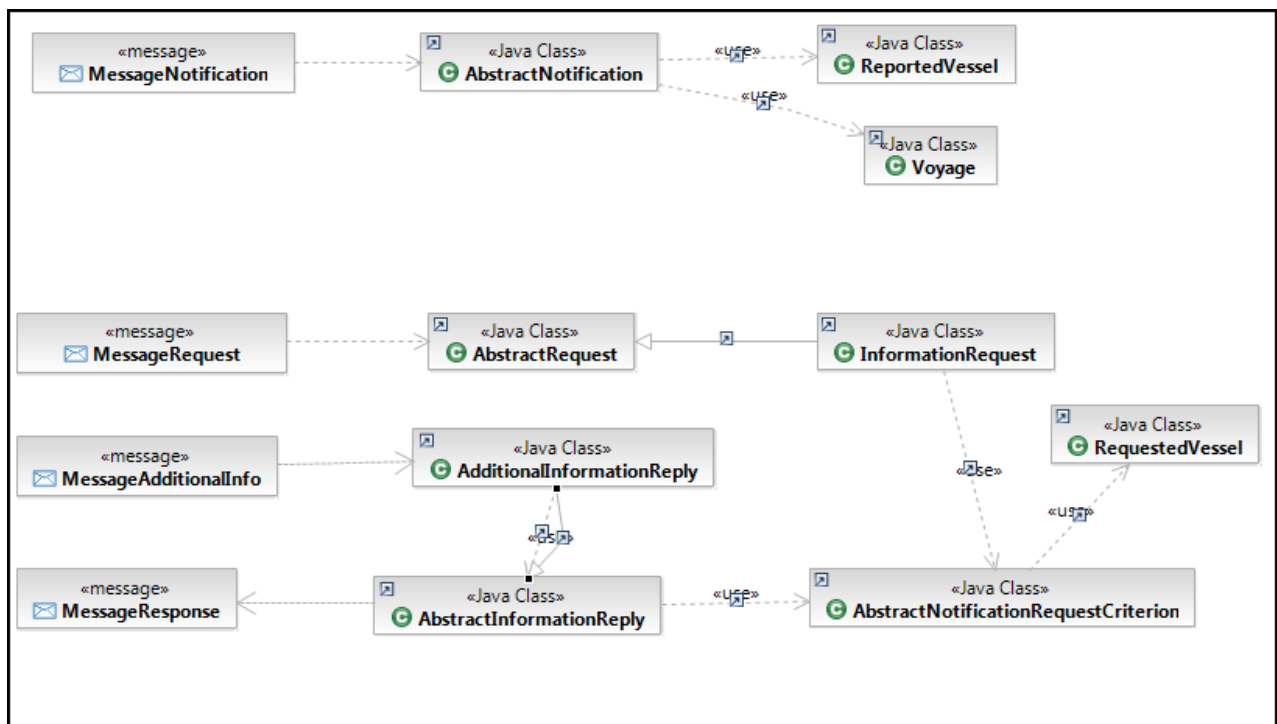 «message»
MessageNotification
«Java Class»
AbstractNotification
«use»
«Java Class»
ReportedVessel
«use»
«Java Class»
Voyage
«message»
MessageRequest
«Java Class»
AbstractRequest
«Java Class»
InformationRequest
«message»
MessageAdditionalInfo
«Java Class»
AdditionalInformationReply
«Java Class»
RequestedVessel
«use»
«use»
«use»
«message»
MessageResponse
«Java Class»
AbstractInformationReply
«use»
«Java Class»
AbstractNotificationRequestCriterion